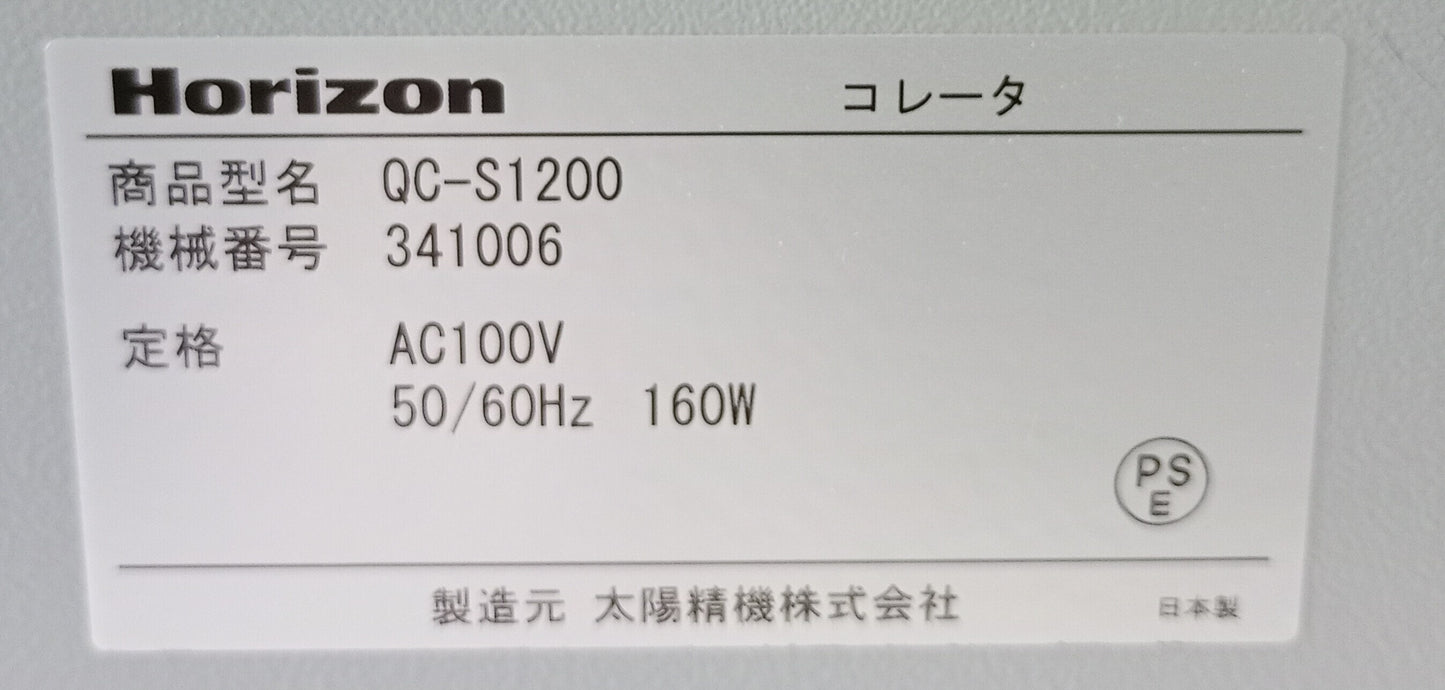 Horizon コレータ
商品型名 QC-S1200
機械番号 341006
定格 AC100V
50/60Hz 160W
PS
E
製造元 太陽精機株式会社 日本製